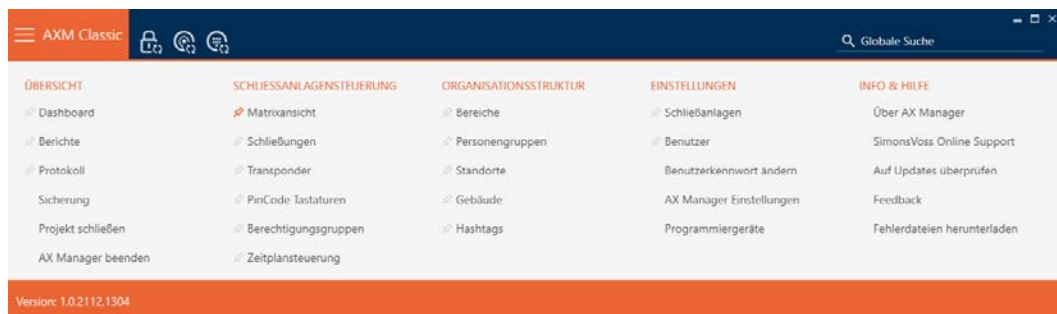 AXM Classic
Globale Suche
ÜBERSICHT
Dashboard
Berichte
Protokoll
Sicherung
Projekt schließen
AX Manager beenden
SCHLIESSANLAGENSTEUERUNG
Matrixansicht
Schließungen
Transponder
PinCode Tastaturen
Berechtigungsgruppen
Zeitplansteuerung
ORGANISATIONSSTRUKTUR
Bereiche
Personengruppen
Standorte
Gebäude
Hashtags
EINSTELLUNGEN
Schließanlagen
Benutzer
Benutzerkennwort ändern
AX Manager Einstellungen
Programmiergeräte
INFO & HILFE
Über AX Manager
SimonsVoss Online Support
Auf Updates überprüfen
Feedback
Fehlerdateien herunterladen
Version: 1.0.2112.1304